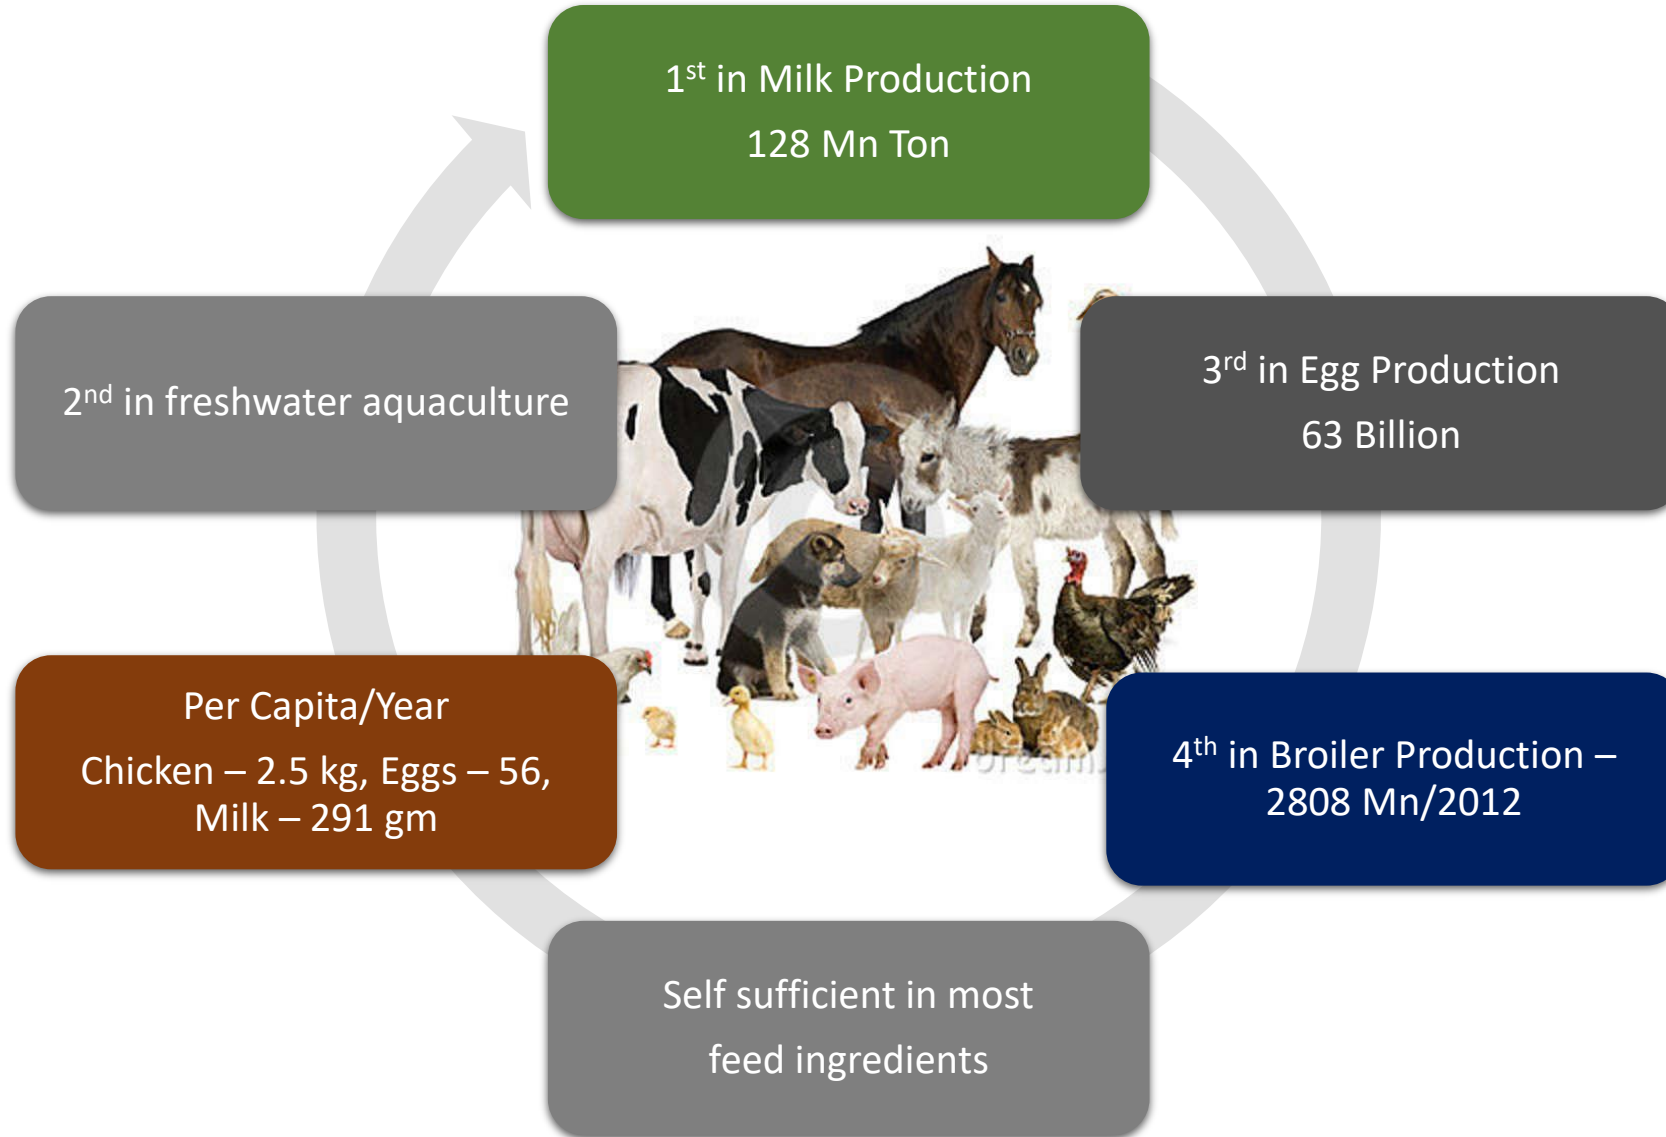 1st in Milk Production
128 Mn Ton
3rd in Egg Production
63 Billion
4th in Broiler Production –
2808 Mn/2012
Self sufficient in most
feed ingredients
Per Capita/Year
Chicken – 2.5 kg, Eggs – 56,
Milk – 291 gm
2nd in freshwater aquaculture